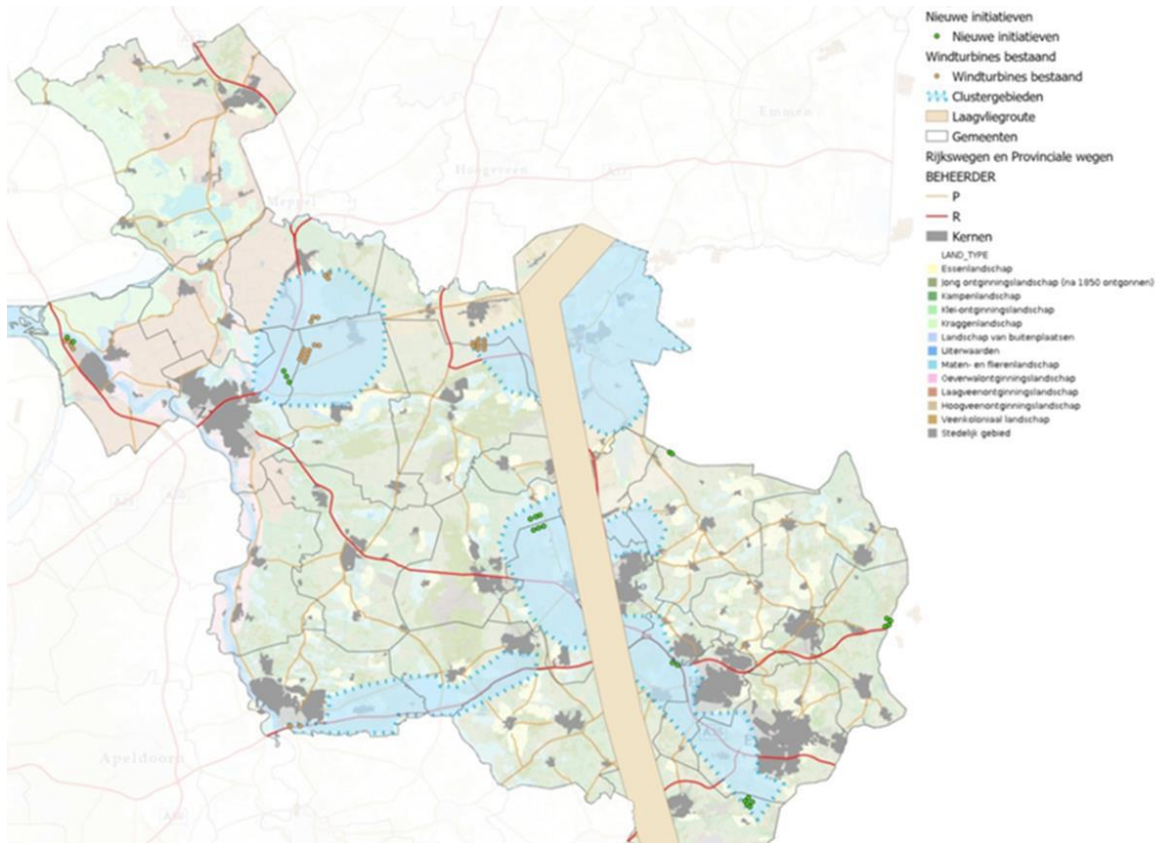 Nieuwe initiatieven
Nieuwe initiatieven
Windturbines bestaand
Windturbines bestaand
Clustergebieden
Laagvliegroute
Gemeenten
Rijkswegen en Provinciale wegen
BEHEERDER
P
R
Kernen
LAND_TYPE
Essenlandschap
Jong ontginningslandschap (na 1850 ontgonnen)
Kampenlandschap
Klei-ontginningslandschap
Kraggenlandschap
Landschap van buitenplaatsen
Uiterwaarden
Maten- en flierenlandschap
Oeverwalontginningslandschap
Laagveenontginningslandschap
Hoogveenontginningslandschap
Veenkoloniaal landschap
Stedelijk gebied
Emmen
Hoogeveen
Meppel
Apeldoorn